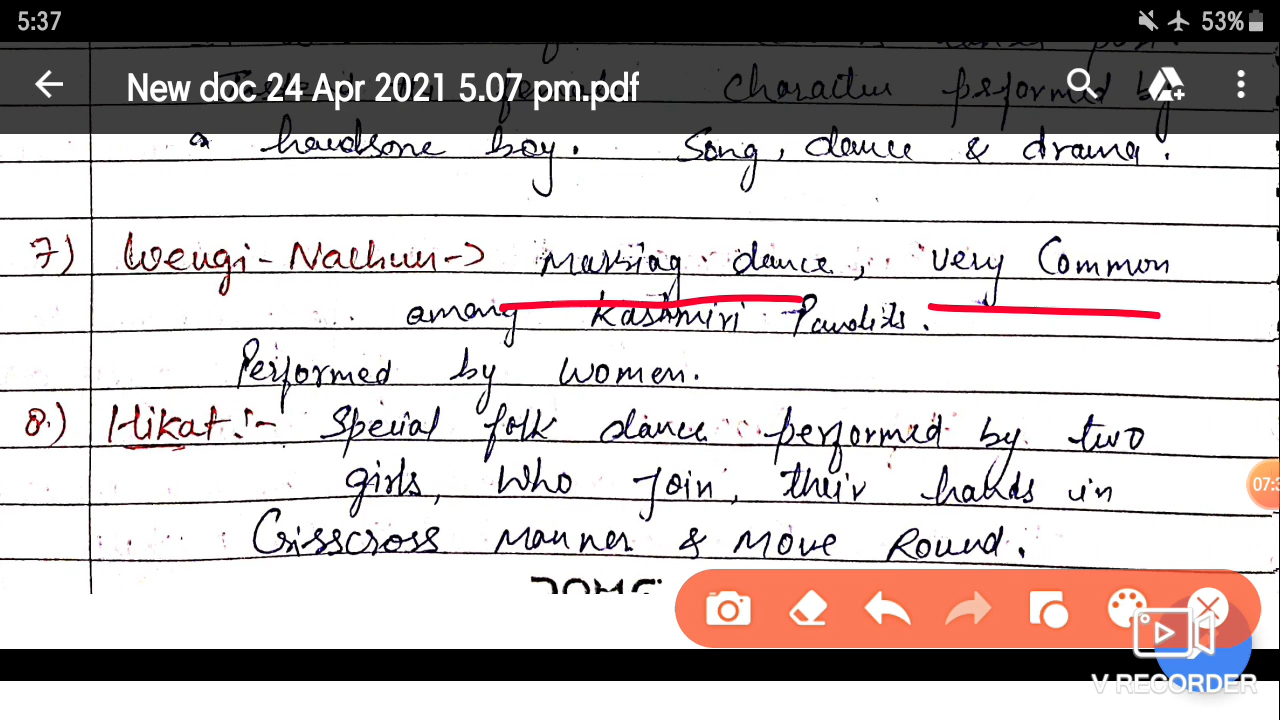 5:37 53%
New doc 24 Apr 2021 5.07 pm.pdf
character performed by
a handsone boy. Song, dance & drama.
7) Wengi-Nachun-> Marriag dance, very Common
among Kashmiri Pandits.
Performed by women.
8.) Hikat:- Special folk dance performed by two
girls, who Join, their hands in
Crisscross Manner & Move Round.
V RECORDER